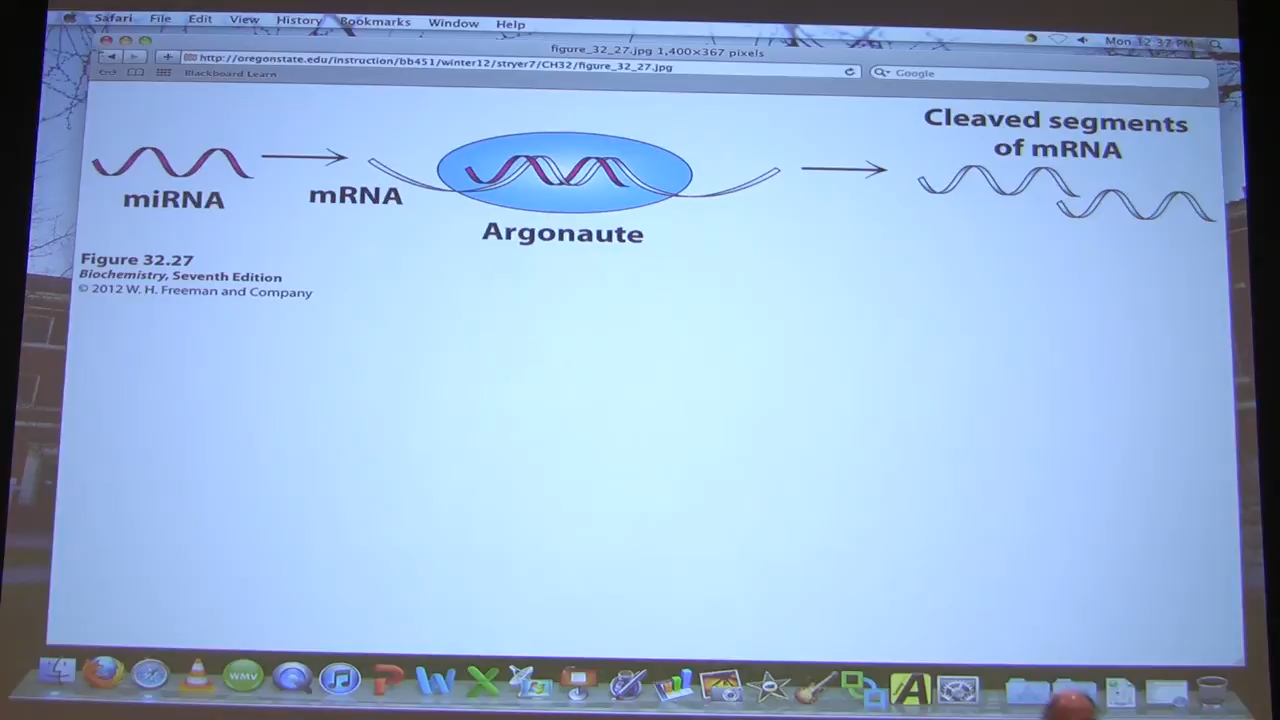 Safari File Edit View History Bookmarks Window Help
Mon 12:37 PM
figure_32_27.jpg 1,400×367 pixels
http://oregonstate.edu/instruction/bb451/winter12/stryer7/CH32/figure_32_27.jpg
Google
Blackboard Learn
Cleaved segments
of mRNA
miRNA
mRNA
Argonaute
Figure 32.27
Biochemistry, Seventh Edition
© 2012 W. H. Freeman and Company
WMV